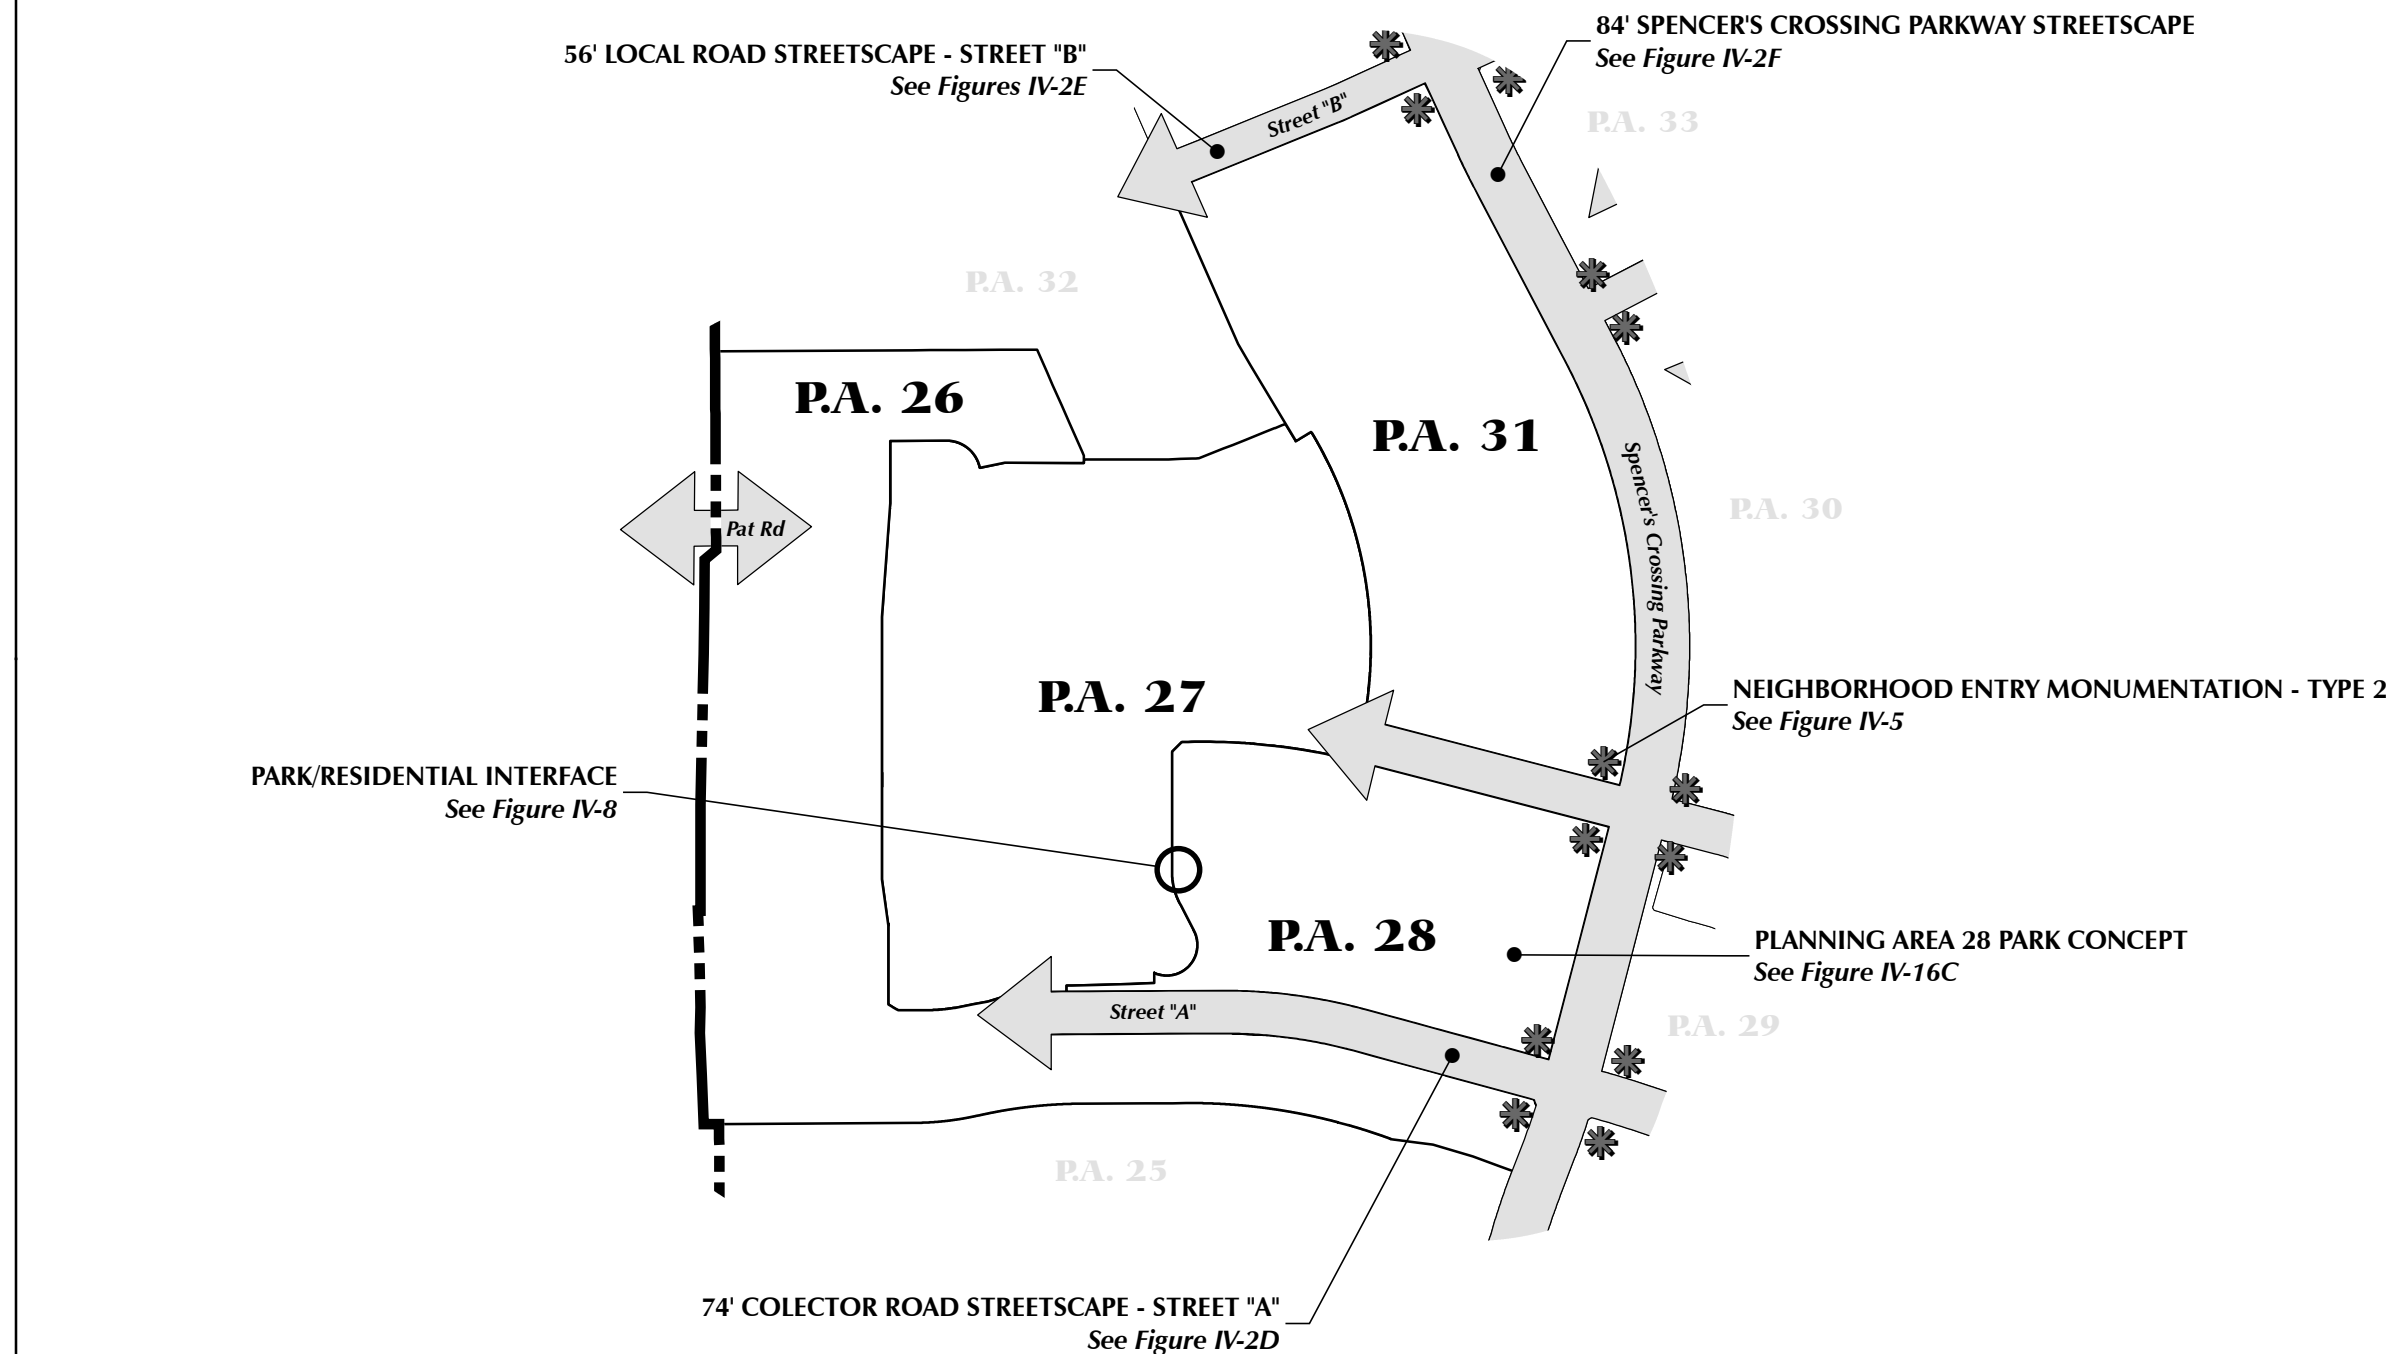 84' SPENCER'S CROSSING PARKWAY STREETSCAPE
See Figure IV-2F
56' LOCAL ROAD STREETSCAPE - STREET "B"
See Figures IV-2E
Street "B"
P.A. 33
P.A. 32
P.A. 26
P.A. 31
Spencer's Crossing Parkway
P.A. 30
Pat Rd
P.A. 27
NEIGHBORHOOD ENTRY MONUMENTATION - TYPE 2
See Figure IV-5
PARK/RESIDENTIAL INTERFACE
See Figure IV-8
P.A. 28
PLANNING AREA 28 PARK CONCEPT
See Figure IV-16C
Street "A"
P.A. 29
P.A. 25
74' COLECTOR ROAD STREETSCAPE - STREET "A"
See Figure IV-2D